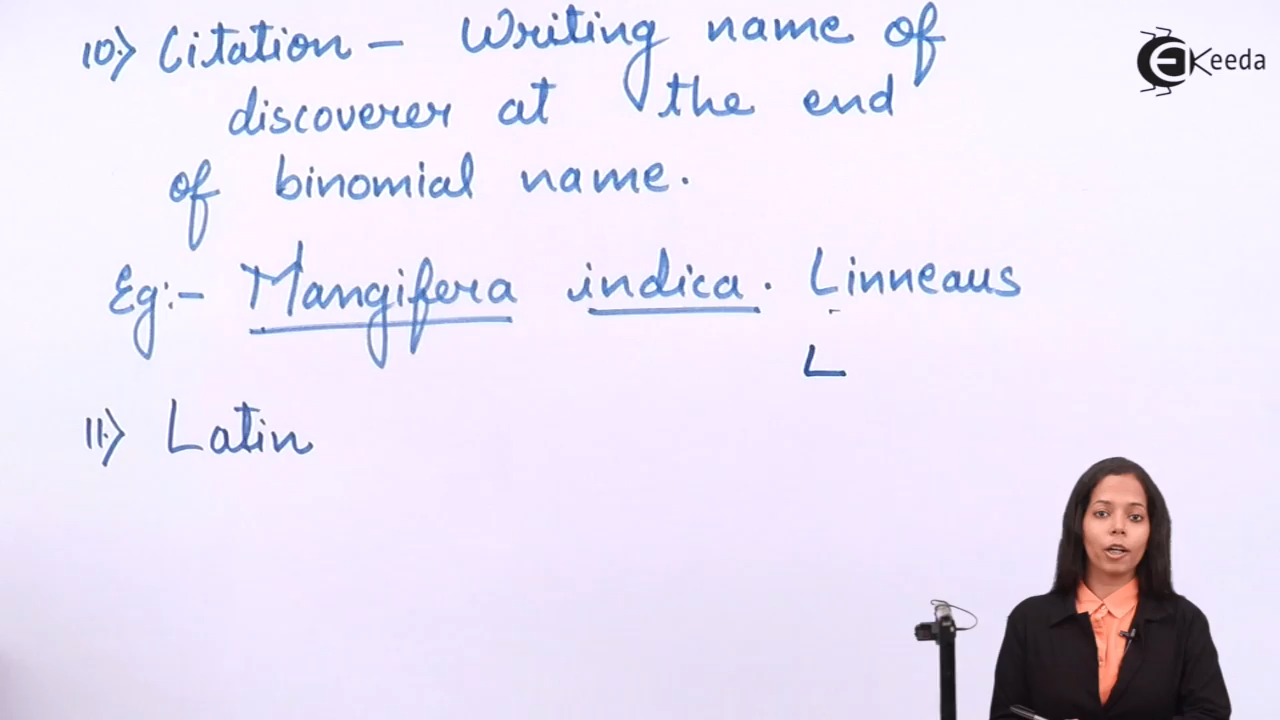 10.) Citation - Writing name of
discoverer at the end
of binomial name.
Eg:- Mangifera indica. Linneaus
L
11.) Latin
EKeeda